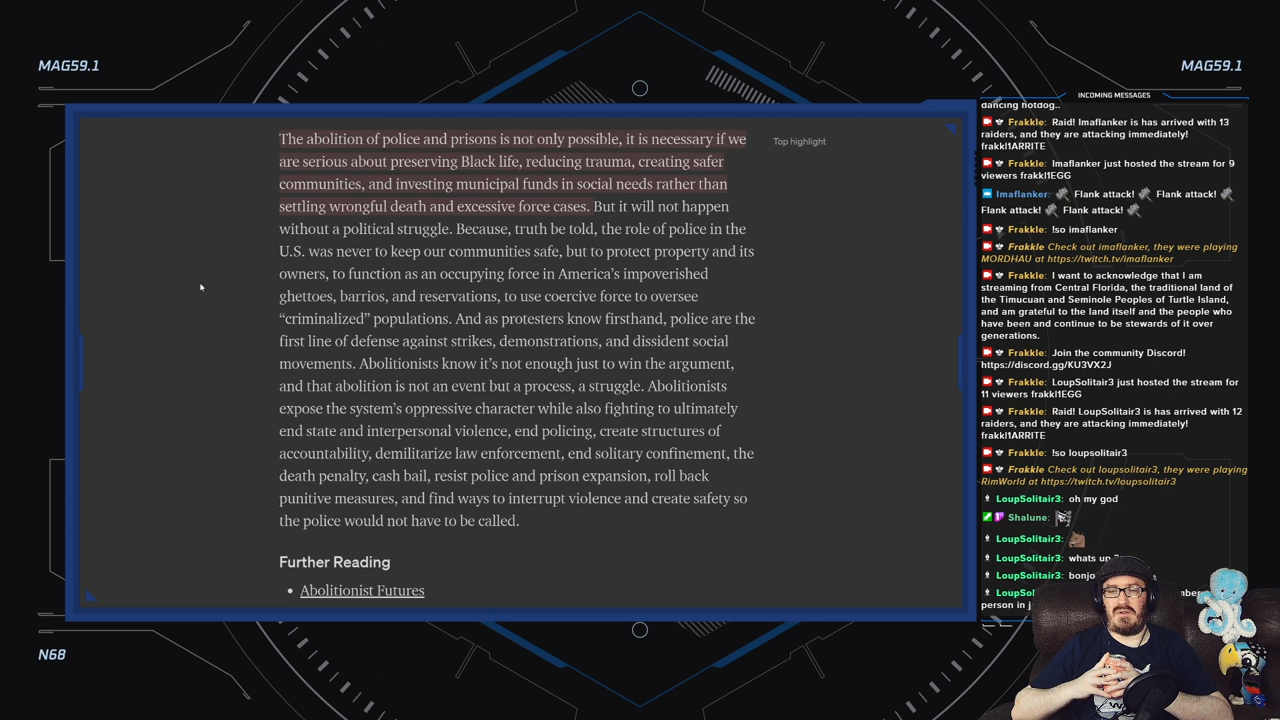 MAG59.1
MAG59.1
The abolition of police and prisons is not only possible, it is necessary if we
are serious about preserving Black life, reducing trauma, creating safer
communities, and investing municipal funds in social needs rather than
settling wrongful death and excessive force cases. But it will not happen
without a political struggle. Because, truth be told, the role of police in the
U.S. was never to keep our communities safe, but to protect property and its
owners, to function as an occupying force in America’s impoverished
ghettoes, barrios, and reservations, to use coercive force to oversee
“criminalized” populations. And as protesters know firsthand, police are the
first line of defense against strikes, demonstrations, and dissident social
movements. Abolitionists know it’s not enough just to win the argument,
and that abolition is not an event but a process, a struggle. Abolitionists
expose the system’s oppressive character while also fighting to ultimately
end state and interpersonal violence, end policing, create structures of
accountability, demilitarize law enforcement, end solitary confinement, the
death penalty, cash bail, resist police and prison expansion, roll back
punitive measures, and find ways to interrupt violence and create safety so
the police would not have to be called.
Further Reading
• Abolitionist Futures
Top highlight
INCOMING MESSAGES
dancing hotdog..
Frakkle: Raid! Imaflanker is has arrived with 13
raiders, and they are attacking immediately!
frakkl1ARRITE
Frakkle: Imaflanker just hosted the stream for 9
viewers frakkl1EGG
Imaflanker: Flank attack! Flank attack!
Flank attack! Flank attack!
Frakkle: !so imaflanker
Frakkle Check out imaflanker, they were playing
MORDHAU at https://twitch.tv/imaflanker
Frakkle: I want to acknowledge that I am
streaming from Central Florida, the traditional land of
the Timucuan and Seminole Peoples of Turtle Island,
and am grateful to the land itself and the people who
have been and continue to be stewards of it over
generations.
Frakkle: Join the community Discord!
https://discord.gg/KU3VX2J
Frakkle: LoupSolitair3 just hosted the stream for
11 viewers frakkl1EGG
Frakkle: Raid! LoupSolitair3 is has arrived with 12
raiders, and they are attacking immediately!
frakkl1ARRITE
Frakkle: !so loupsolitair3
Frakkle Check out loupsolitair3, they were playing
RimWorld at https://twitch.tv/loupsolitair3
LoupSolitair3: oh my god
Shalune:
LoupSolitair3:
LoupSolitair3: whats up
LoupSolitair3:
person in
N68